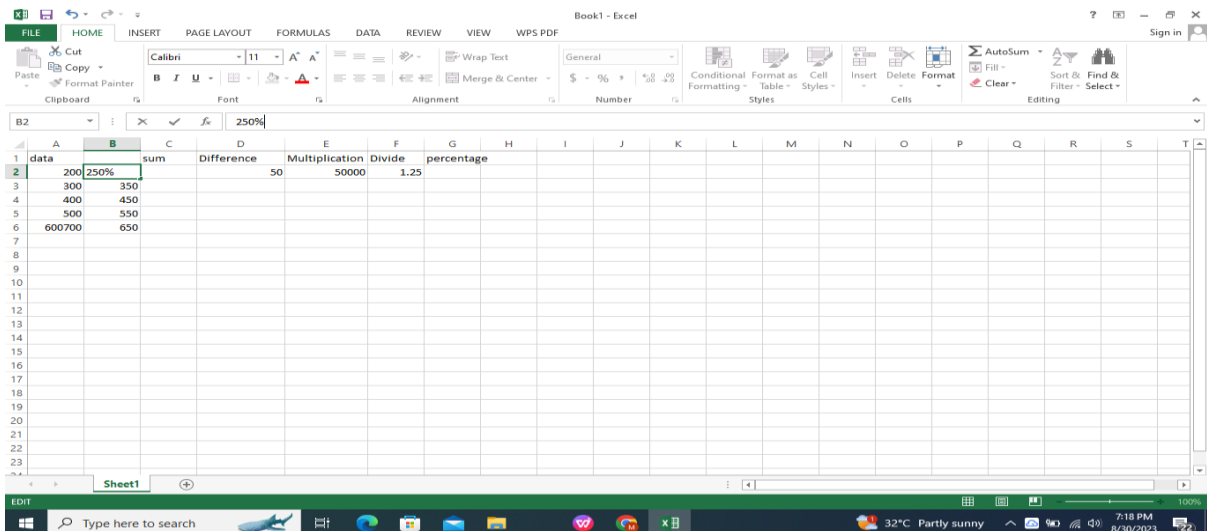 Book1 - Excel
FILE HOME INSERT PAGE LAYOUT FORMULAS DATA REVIEW VIEW WPS PDF Sign in
Cut
Copy
Format Painter
Paste
Calibri 11
B I U
Wrap Text
Merge & Center
General
$ % ,
Conditional Formatting
Format as Table
Cell Styles
Insert Delete Format
AutoSum
Fill
Clear
Sort & Filter
Find & Select
Clipboard Font Alignment Number Styles Cells Editing
B2 fx 250%
A B C D E F G H I J K L M N O P Q R S T
1 data sum Difference Multiplication Divide percentage
2 200 250% 50 50000 1.25
3 300 350
4 400 450
5 500 550
6 600700 650
7
8
9
10
11
12
13
14
15
16
17
18
19
20
21
22
23
Sheet1
EDIT 100%
Type here to search 32°C Partly sunny 7:18 PM
8/30/2023 22